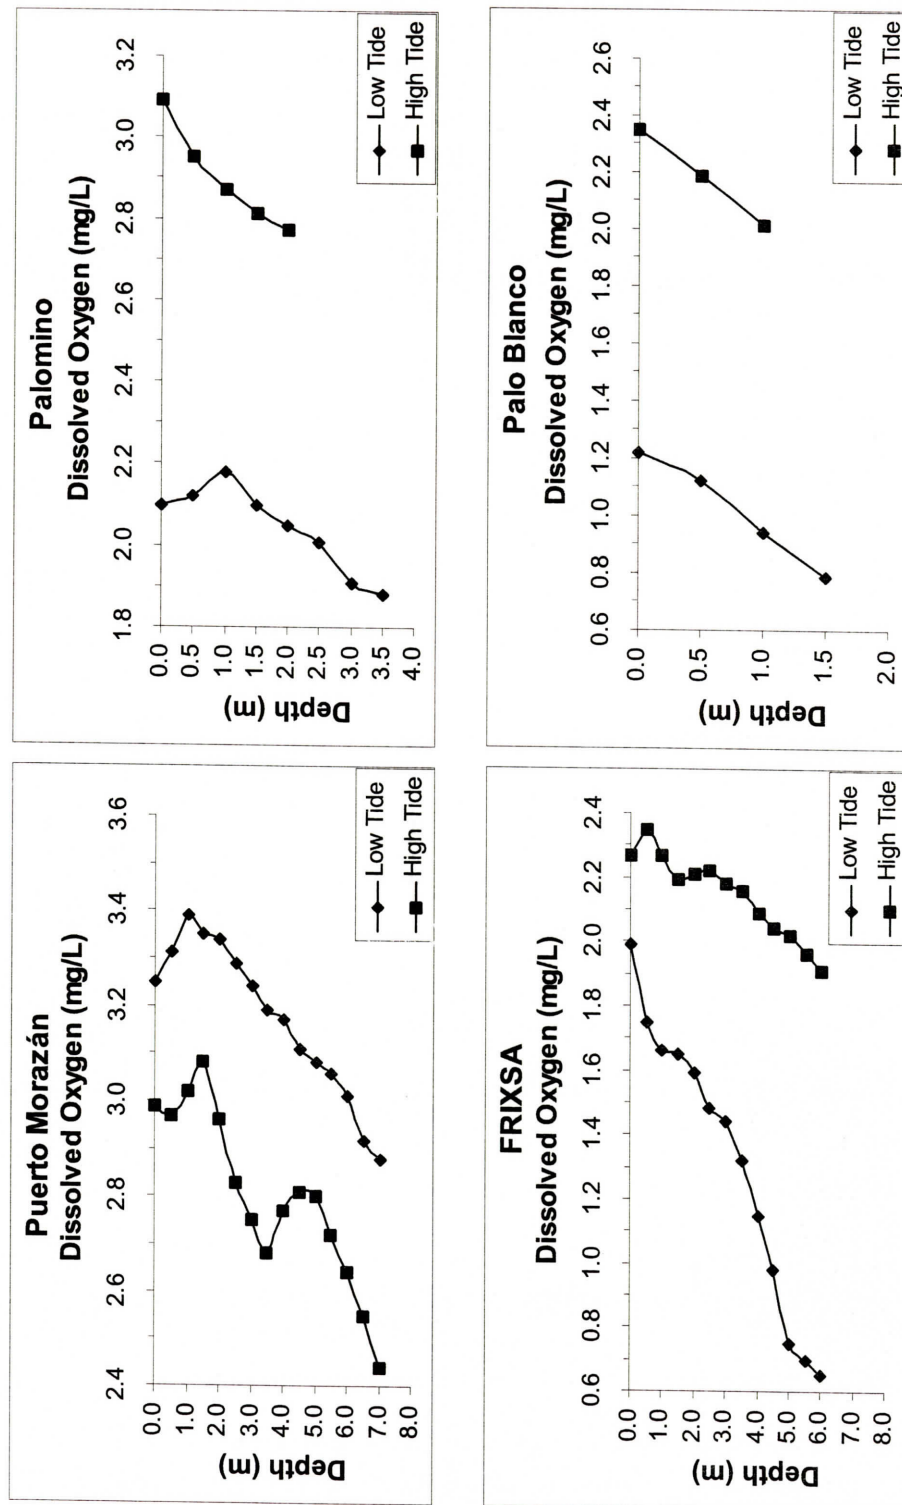 Puerto Morazán
Dissolved Oxygen (mg/L)
2.4 2.6 2.8 3.0 3.2 3.4 3.6
0.0
1.0
2.0
3.0
4.0
5.0
6.0
7.0
8.0
Depth (m)
Low Tide
High Tide
Palomino
Dissolved Oxygen (mg/L)
1.8 2.0 2.2 2.4 2.6 2.8 3.0 3.2
0.0
0.5
1.0
1.5
2.0
2.5
3.0
3.5
4.0
Depth (m)
Low Tide
High Tide
FRIXSA
Dissolved Oxygen (mg/L)
0.6 0.8 1.0 1.2 1.4 1.6 1.8 2.0 2.2 2.4
0.0
1.0
2.0
3.0
4.0
5.0
6.0
7.0
8.0
Depth (m)
Low Tide
High Tide
Palo Blanco
Dissolved Oxygen (mg/L)
0.6 0.8 1.0 1.2 1.4 1.6 1.8 2.0 2.2 2.4 2.6
0.0
0.5
1.0
1.5
2.0
Depth (m)
Low Tide
High Tide